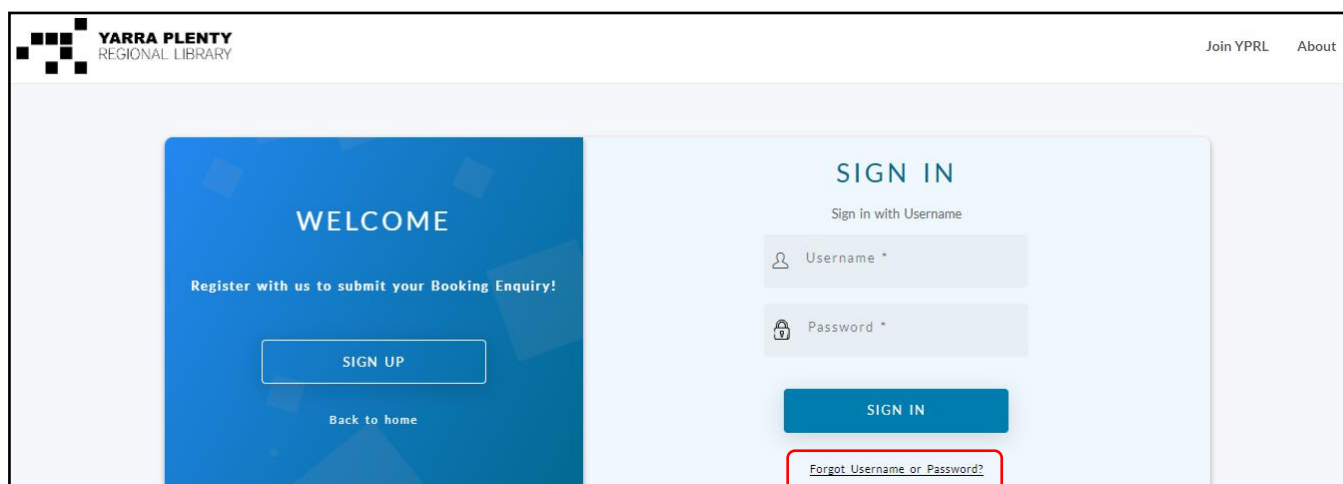 YARRA PLENTY
REGIONAL LIBRARY
Join YPRL About
WELCOME
Register with us to submit your Booking Enquiry!
SIGN UP
Back to home
SIGN IN
Sign in with Username
Username *
Password *
SIGN IN
Forgot Username or Password?